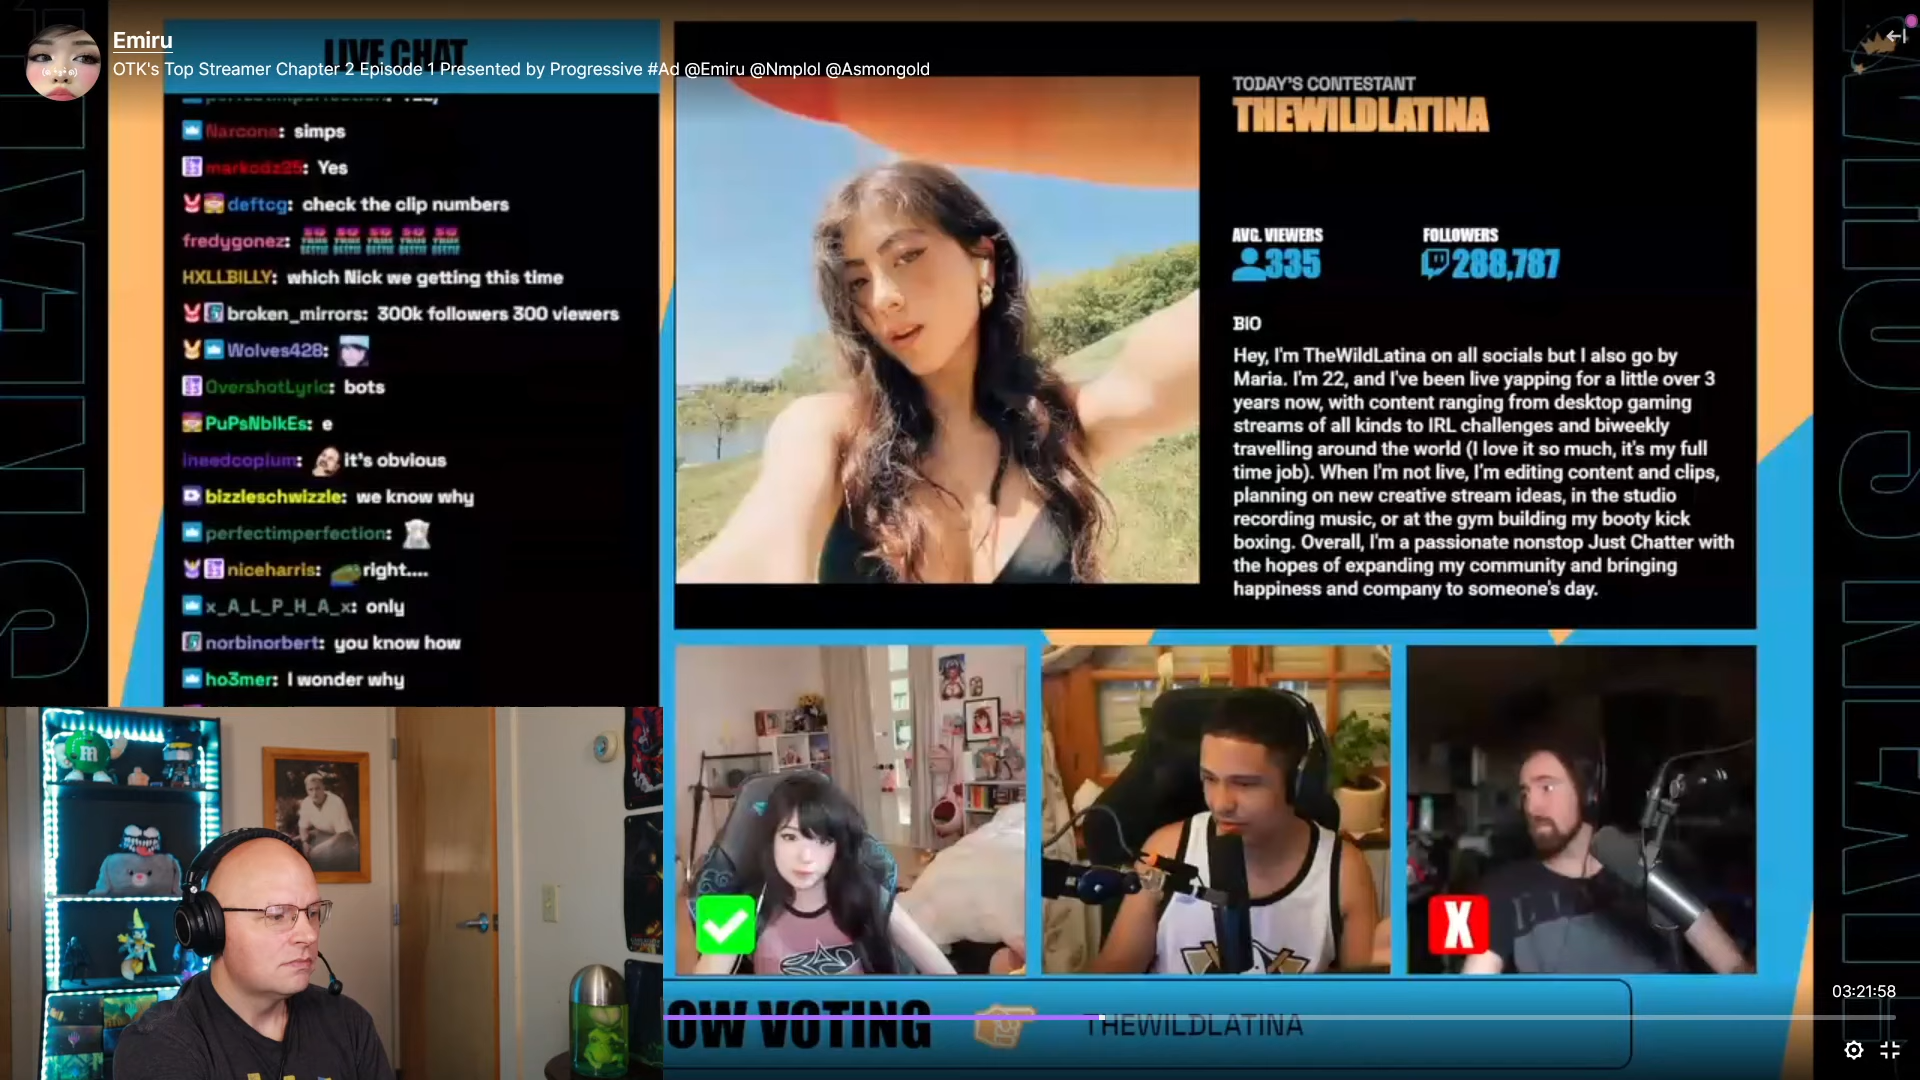 Emiru
OTK's Top Streamer Chapter 2 Episode 1 Presented by Progressive #Ad @Emiru @Nmplol @Asmongold
LIVE CHAT
Narcona: simps
markcdz25: Yes
deftcg: check the clip numbers
fredygonez:
HXLLBILLY: which Nick we getting this time
broken_mirrors: 300k followers 300 viewers
Wolves428:
OvershotLyric: bots
PuPsNblkEs: e
ineedcopium: it's obvious
bizzleschwizzle: we know why
perfectimperfection:
niceharris: right....
x_A_L_P_H_A_x: only
norbinorbert: you know how
ho3mer: I wonder why
TODAY'S CONTESTANT
THEWILDLATINA
AVG. VIEWERS
335
FOLLOWERS
288,787
BIO
Hey, I'm TheWildLatina on all socials but I also go by
Maria. I'm 22, and I've been live yapping for a little over 3
years now, with content ranging from desktop gaming
streams of all kinds to IRL challenges and biweekly
travelling around the world (I love it so much, it's my full
time job). When I'm not live, I'm editing content and clips,
planning on new creative stream ideas, in the studio
recording music, or at the gym building my booty kick
boxing. Overall, I'm a passionate nonstop Just Chatter with
the hopes of expanding my community and bringing
happiness and company to someone's day.
X
OW VOTING
THEWILDLATINA
03:21:58